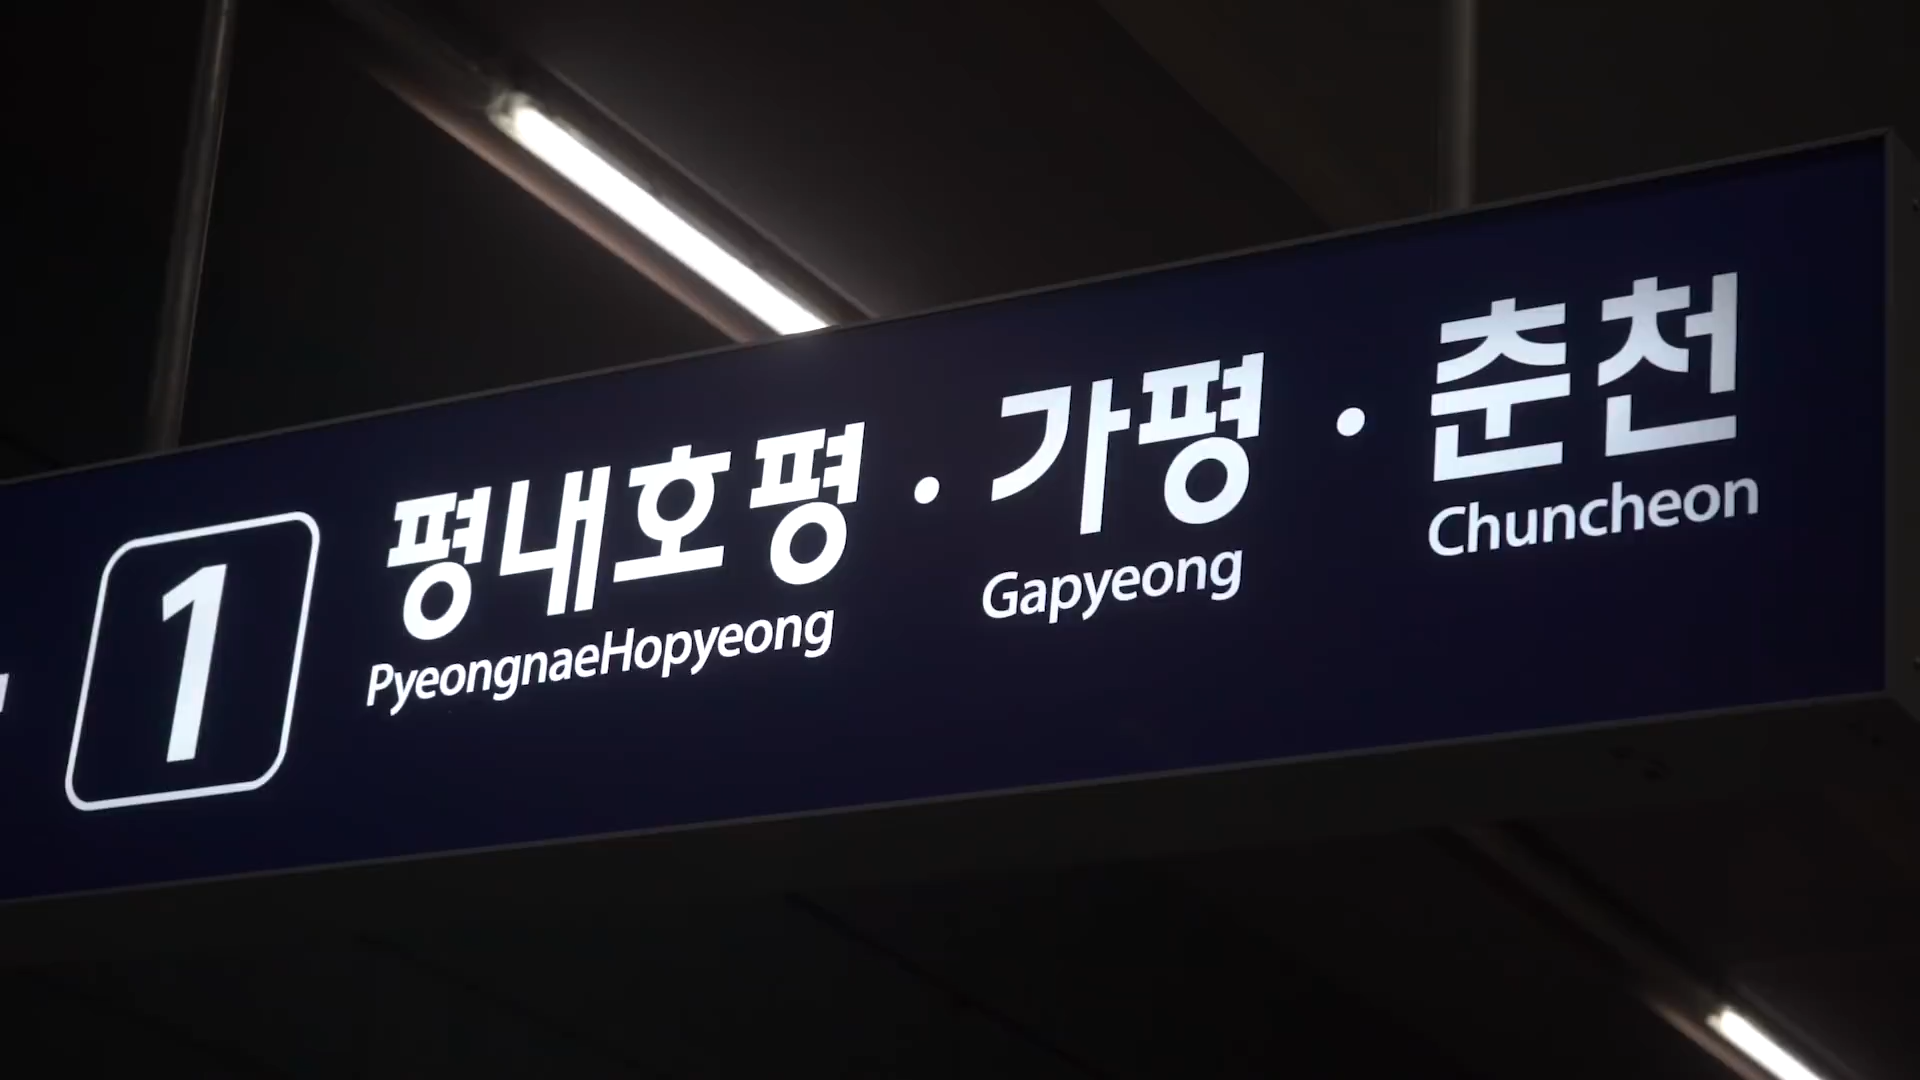 1
평내호평 · 가평 · 춘천
PyeongnaeHopyeong Gapyeong Chuncheon